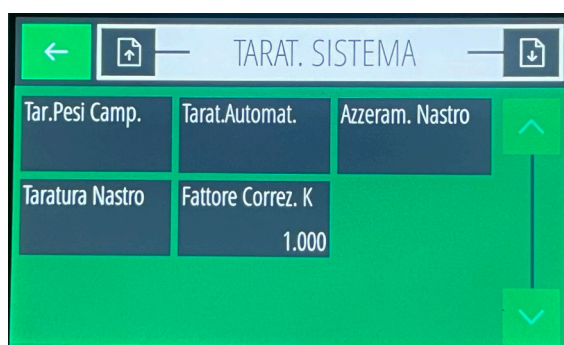 TARAT. SISTEMA
Tar.Pesi Camp.
Tarat.Automat.
Azzeram. Nastro
Taratura Nastro
Fattore Correz. K
1.000